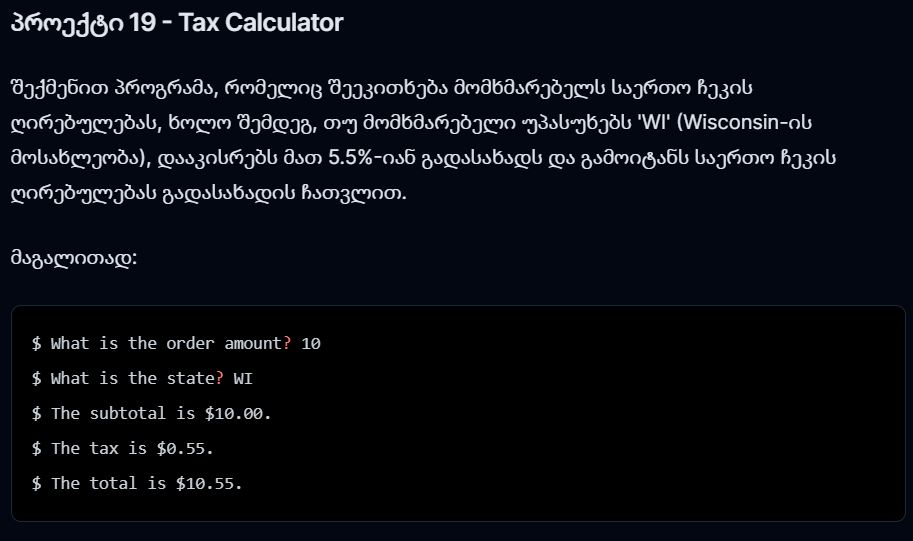 პროექტი 19 - Tax Calculator
შექმენით პროგრამა, რომელიც შეეკითხება მომხმარებელს საერთო ჩეკის
ღირებულებას, ხოლო შემდეგ, თუ მომხმარებელი უპასუხებს 'WI' (Wisconsin-ის
მოსახლეობა), დააკისრებს მათ 5.5%-იან გადასახადს და გამოიტანს საერთო ჩეკის
ღირებულებას გადასახადის ჩათვლით.
მაგალითად:
$ What is the order amount? 10
$ What is the state? WI
$ The subtotal is $10.00.
$ The tax is $0.55.
$ The total is $10.55.